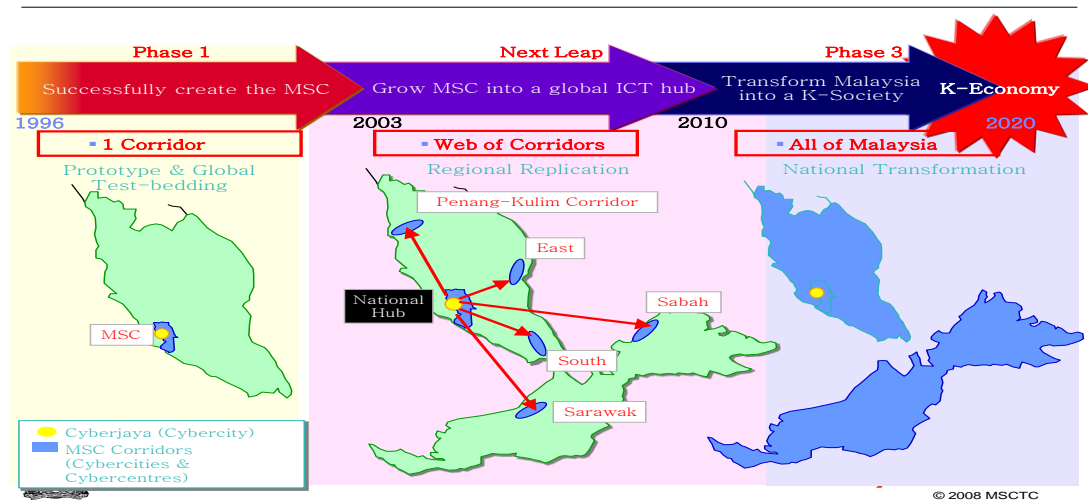 Phase 1
Next Leap
Phase 3
Successfully create the MSC
Grow MSC into a global ICT hub
Transform Malaysia
into a K-Society
K-Economy
1996
2003
2010
2020
▪ 1 Corridor
▪ Web of Corridors
▪ All of Malaysia
Prototype & Global
Test-bedding
Regional Replication
National Transformation
Penang-Kulim Corridor
East
National
Hub
Sabah
MSC
South
Sarawak
Cyberjaya (Cybercity)
MSC Corridors
(Cybercities &
Cybercentres)
© 2008 MSCTC